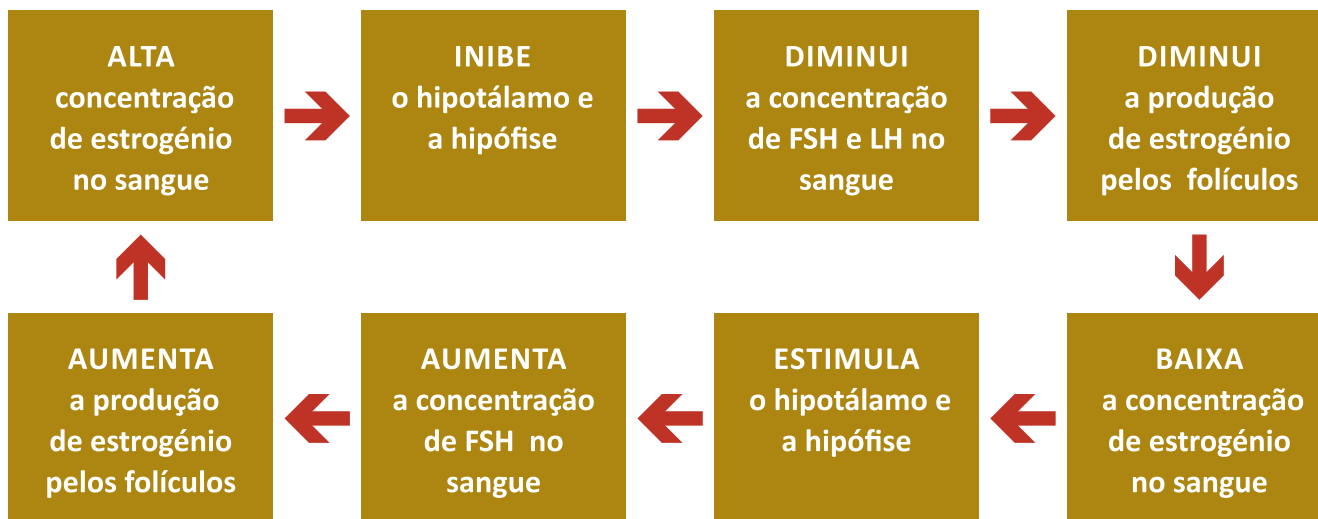 ALTA
concentração
de estrogénio
no sangue
INIBE
o hipotálamo e
a hipófise
DIMINUI
a concentração
de FSH e LH no
sangue
DIMINUI
a produção
de estrogénio
pelos folículos
BAIXA
a concentração
de estrogénio
no sangue
ESTIMULA
o hipotálamo e
a hipófise
AUMENTA
a concentração
de FSH no
sangue
AUMENTA
a produção
de estrogénio
pelos folículos